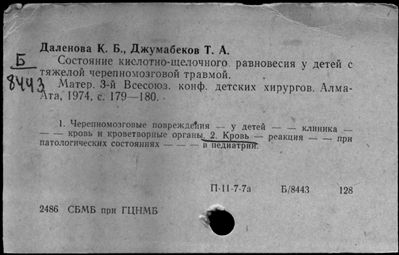 Даленова К. Б., Джумабеков Т. А.
Б
8443
Состояние кислотно-щелочного равновесия у детей с
тяжелой черепномозговой травмой.
Матер. 3-й Всесоюз. конф. детских хирургов. Алма-
Ата, 1974, с. 179—180.
1. Черепномозговые повреждения — у детей — — клиника —
— — кровь и кроветворные органы. 2. Кровь — реакция — — при
патологических состояниях — — — в педиатрии.
П-11-7-7а Б/8443 128
2486 СБМБ при ГЦНМБ